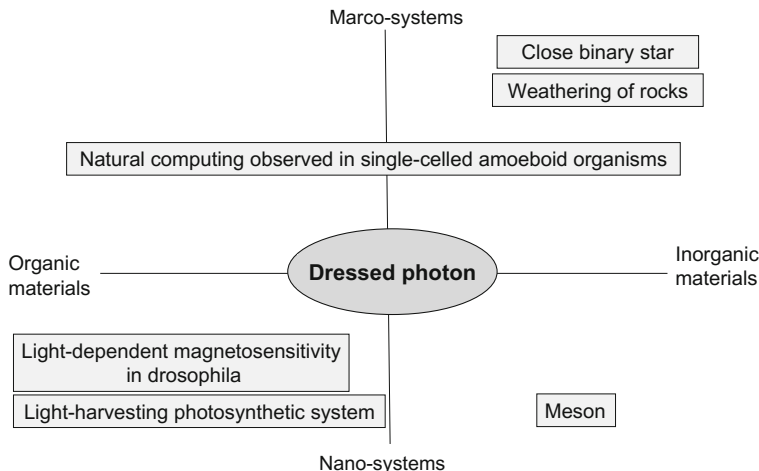 Marco-systems
Close binary star
Weathering of rocks
Natural computing observed in single-celled amoeboid organisms
Organic
materials
Dressed photon
Inorganic
materials
Light-dependent magnetosensitivity
in drosophila
Light-harvesting photosynthetic system
Meson
Nano-systems